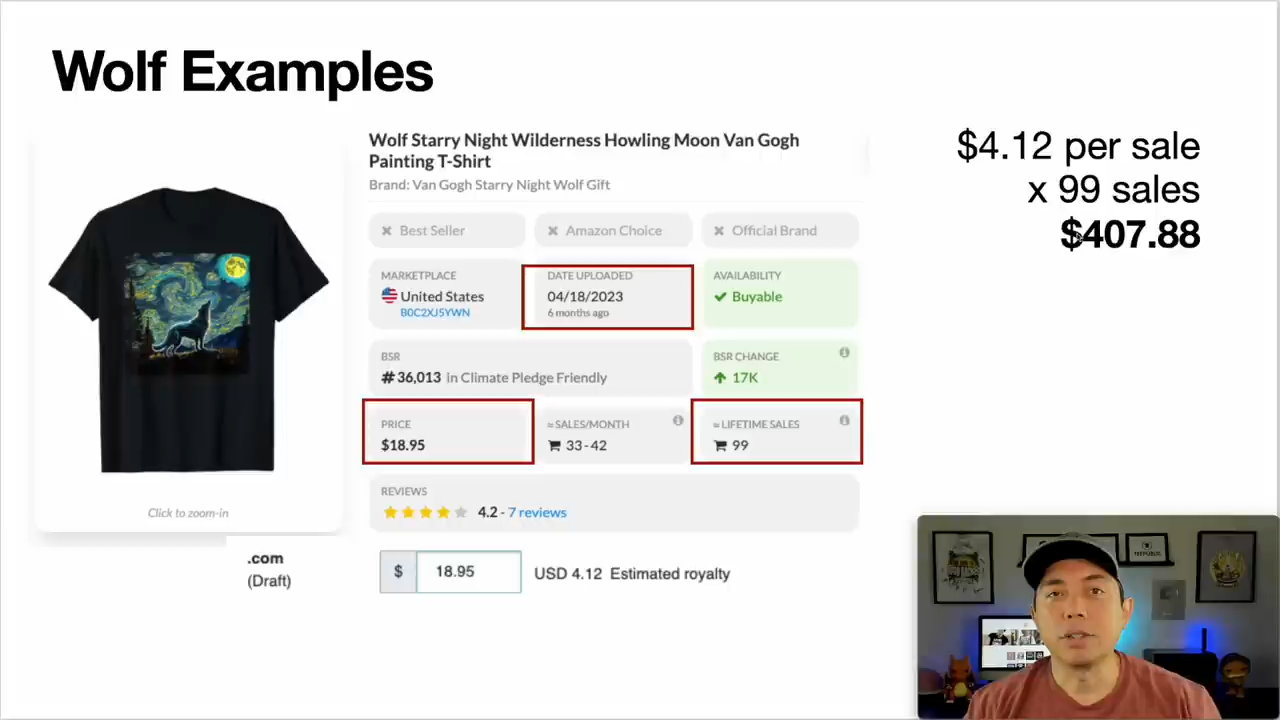 Wolf Examples
Wolf Starry Night Wilderness Howling Moon Van Gogh
Painting T-Shirt
Brand: Van Gogh Starry Night Wolf Gift
Best Seller
Amazon Choice
Official Brand
MARKETPLACE
United States
B0C2XJ5YWN
DATE UPLOADED
04/18/2023
6 months ago
AVAILABILITY
Buyable
BSR
#36,013 in Climate Pledge Friendly
BSR CHANGE
17K
PRICE
$18.95
≈ SALES/MONTH
33-42
≈ LIFETIME SALES
99
REVIEWS
4.2 - 7 reviews
Click to zoom-in
.com
(Draft)
$ 18.95
USD 4.12 Estimated royalty
$4.12 per sale
x 99 sales
$407.88